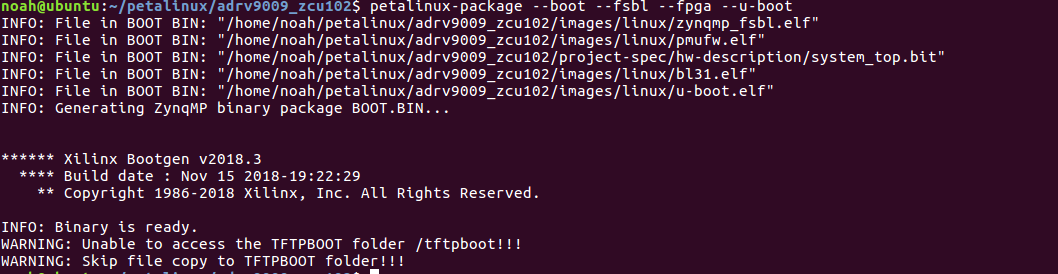 noah@ubuntu:~/petalinux/adrv9009_zcu102$ petalinux-package --boot --fsbl --fpga --u-boot
INFO: File in BOOT BIN: "/home/noah/petalinux/adrv9009_zcu102/images/linux/zynqmp_fsbl.elf"
INFO: File in BOOT BIN: "/home/noah/petalinux/adrv9009_zcu102/images/linux/pmufw.elf"
INFO: File in BOOT BIN: "/home/noah/petalinux/adrv9009_zcu102/project-spec/hw-description/system_top.bit"
INFO: File in BOOT BIN: "/home/noah/petalinux/adrv9009_zcu102/images/linux/bl31.elf"
INFO: File in BOOT BIN: "/home/noah/petalinux/adrv9009_zcu102/images/linux/u-boot.elf"
INFO: Generating ZynqMP binary package BOOT.BIN...
****** Xilinx Bootgen v2018.3
**** Build date : Nov 15 2018-19:22:29
** Copyright 1986-2018 Xilinx, Inc. All Rights Reserved.
INFO: Binary is ready.
WARNING: Unable to access the TFTPBOOT folder /tftpboot!!!
WARNING: Skip file copy to TFTPBOOT folder!!!